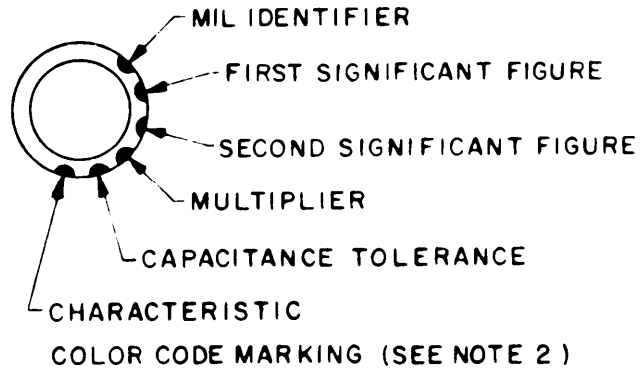 MIL IDENTIFIER
FIRST SIGNIFICANT FIGURE
SECOND SIGNIFICANT FIGURE
MULTIPLIER
CAPACITANCE TOLERANCE
CHARACTERISTIC
COLOR CODE MARKING (SEE NOTE 2)